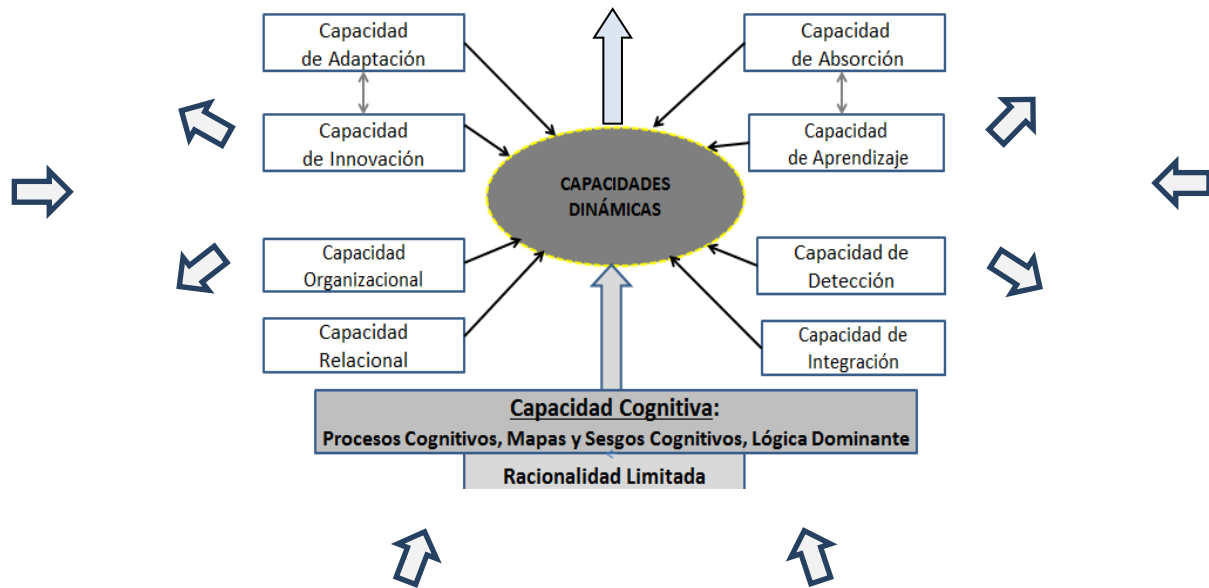 Capacidad
de Adaptación
Capacidad
de Absorción
Capacidad
de Innovación
Capacidad
de Aprendizaje
CAPACIDADES
DINÁMICAS
Capacidad
Organizacional
Capacidad de
Detección
Capacidad
Relacional
Capacidad de
Integración
Capacidad Cognitiva:
Procesos Cognitivos, Mapas y Sesgos Cognitivos, Lógica Dominante
Racionalidad Limitada